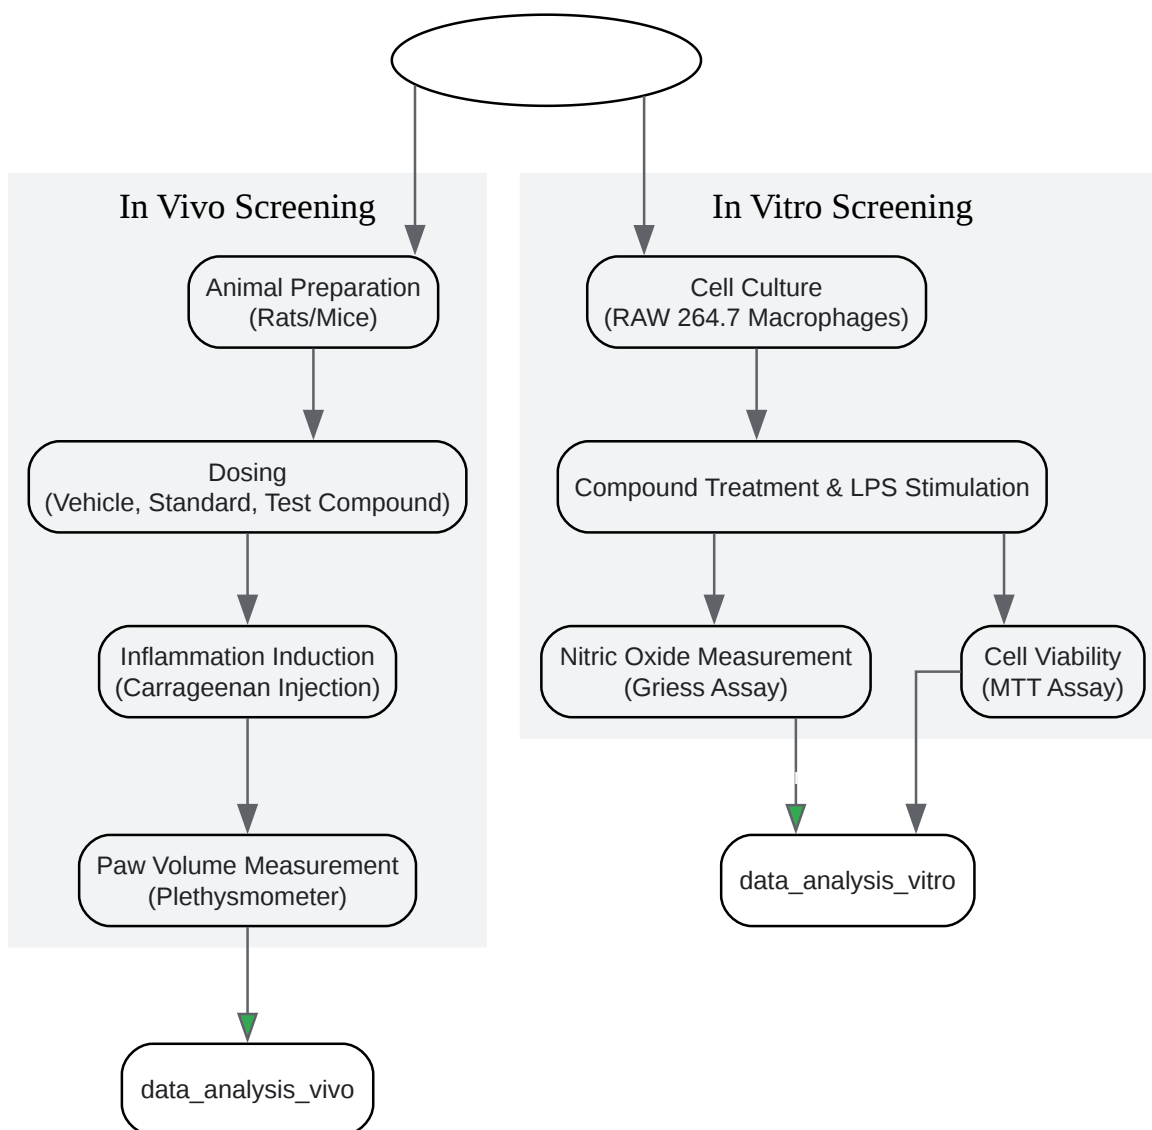 In Vivo Screening
Animal Preparation
(Rats/Mice)
Dosing
(Vehicle, Standard, Test Compound)
Inflammation Induction
(Carrageenan Injection)
Paw Volume Measurement
(Plethysmometer)
data_analysis_vivo
In Vitro Screening
Cell Culture
(RAW 264.7 Macrophages)
Compound Treatment & LPS Stimulation
Nitric Oxide Measurement
(Griess Assay)
Cell Viability
(MTT Assay)
data_analysis_vitro